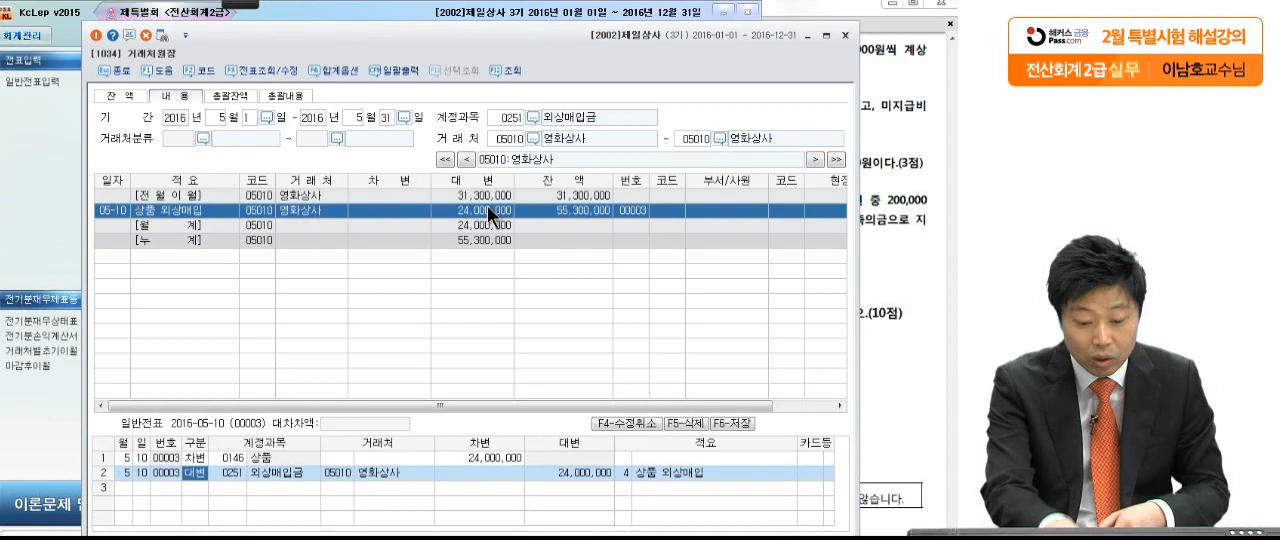 KcLep v2015
제특별회 <전산회계2급>
[2002]제일상사 3기 2016년 01월 01일 ~ 2016년 12월 31일
회계관리
전표입력
일반전표입력
전기분재무제표등
전기분재무상태표
전기분손익계산서
거래처별초기이월
마감후이월
이론문제
[2002]제일상사 (3기) 2016-01-01 ~ 2016-12-31
[1034] 거래처원장
Esc 종료 F1 도움 F2 코드 F3 전표조회/수정 F6 합계옵션 CF9 일괄출력 선택조회 F12 조회
잔 액 내 용 총괄잔액 총괄내용
기 간 2016 년 5 월 1 일 ~ 2016 년 5 월 31 일 계정과목 0251 외상매입금
거래처분류 ~ 거 래 처 05010 영화상사 ~ 05010 영화상사
<< < 05010:영화상사 > >>
일자 적 요 코드 거 래 처 차 변 대 변 잔 액 번호 코드 부서/사원 코드 현장
[전 월 이 월] 05010 영화상사 31,300,000 31,300,000
05-10 상품 외상매입 05010 영화상사 24,000,000 55,300,000 00003
[월 계] 05010 24,000,000
[누 계] 05010 55,300,000
일반전표 2016-05-10 (00003) 대차차액: F4-수정취소 F5-삭제 F6-저장
월 일 번호 구분 계정과목 거래처 차변 대변 적요 카드등
1 5 10 00003 차변 0146 상품 24,000,000
2 5 10 00003 대변 0251 외상매입금 05010 영화상사 24,000,000 4 상품 외상매입
3
00원씩 계상
고, 미지급비
원이다.(3점)
중 200,000
의금으로 지
오.(10점)
않습니다.
해커스 금융
Pass.com
2월 특별시험 해설강의
전산회계 2급 실무 이남호교수님